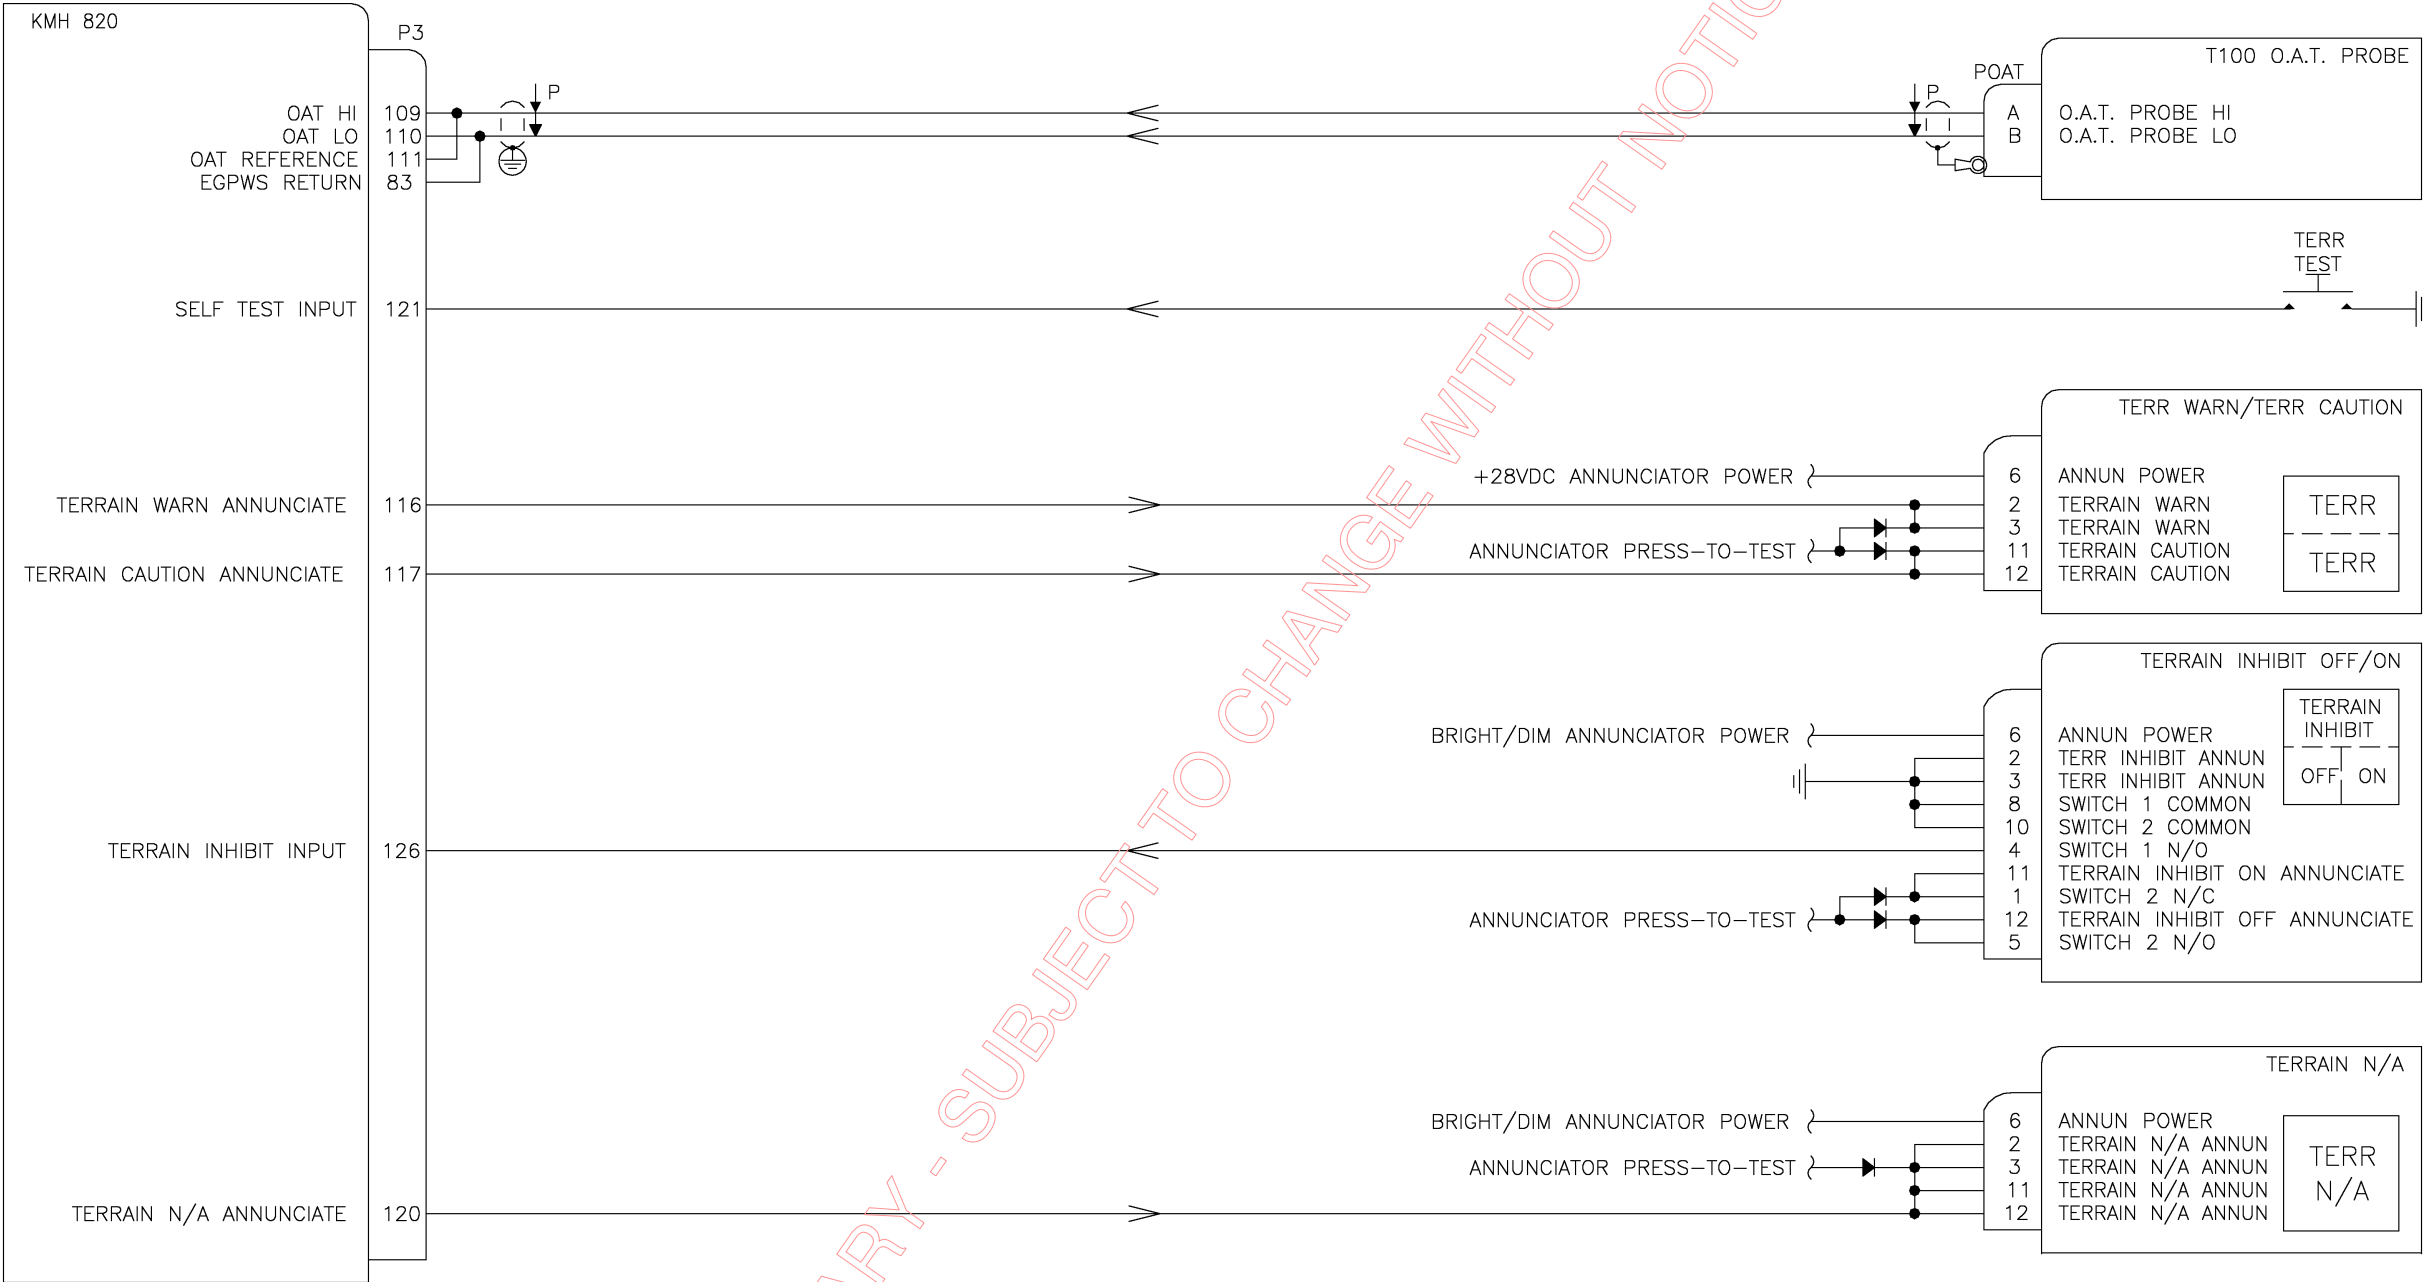 KMH 820
P3
OAT HI 109
OAT LO 110
OAT REFERENCE 111
EGPWS RETURN 83
P
P
POAT
T100 O.A.T. PROBE
A O.A.T. PROBE HI
B O.A.T. PROBE LO
SELF TEST INPUT 121
TERR
TEST
TERR WARN/TERR CAUTION
+28VDC ANNUNCIATOR POWER 6 ANNUN POWER
TERRAIN WARN ANNUNCIATE 116
2 TERRAIN WARN
3 TERRAIN WARN
ANNUNCIATOR PRESS-TO-TEST 11 TERRAIN CAUTION
TERRAIN CAUTION ANNUNCIATE 117
12 TERRAIN CAUTION
TERR
TERR
TERRAIN INHIBIT OFF/ON
TERRAIN
INHIBIT
OFF ON
BRIGHT/DIM ANNUNCIATOR POWER 6 ANNUN POWER
2 TERR INHIBIT ANNUN
3 TERR INHIBIT ANNUN
8 SWITCH 1 COMMON
10 SWITCH 2 COMMON
TERRAIN INHIBIT INPUT 126
4 SWITCH 1 N/O
11 TERRAIN INHIBIT ON ANNUNCIATE
1 SWITCH 2 N/C
ANNUNCIATOR PRESS-TO-TEST 12 TERRAIN INHIBIT OFF ANNUNCIATE
5 SWITCH 2 N/O
TERRAIN N/A
BRIGHT/DIM ANNUNCIATOR POWER 6 ANNUN POWER
2 TERRAIN N/A ANNUN
ANNUNCIATOR PRESS-TO-TEST 3 TERRAIN N/A ANNUN
11 TERRAIN N/A ANNUN
TERRAIN N/A ANNUNCIATE 120
12 TERRAIN N/A ANNUN
TERR
N/A
- SUBJECT TO CHANGE WITHOUT